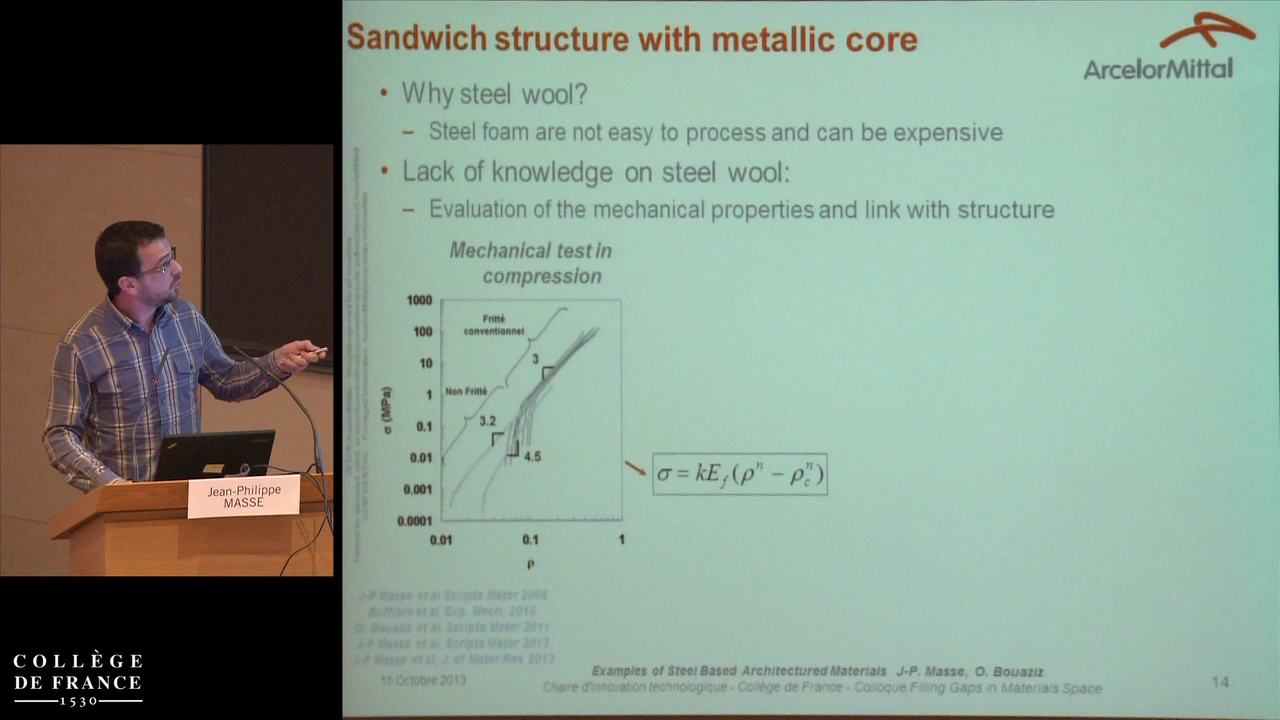 Sandwich structure with metallic core
ArcelorMittal
• Why steel wool?
– Steel foam are not easy to process and can be expensive
• Lack of knowledge on steel wool:
– Evaluation of the mechanical properties and link with structure
Mechanical test in
compression
1000
100
10
1
0.1
0.01
0.001
0.0001
σ (MPa)
Fritté
conventionnel
Non Fritté
3
3.2
4.5
0.01 0.1 1
ρ
σ = kE_f(ρ^n − ρ_c^n)
J-P Masse et al Scripta Mater 2006
Buffiere et al. Exp. Mech. 2010
O. Bouaziz et al. Scripta Mater 2011
J-P Masse et al. Scripta Mater 2013
J-P Masse et al. J. of Mater Res 2013
Examples of Steel Based Architectured Materials J-P. Masse, O. Bouaziz
15 Octobre 2013
Chaire d'innovation technologique - Collège de France - Colloque Filling Gaps in Materials Space
14
Jean-Philippe
MASSE
COLLÈGE
DE FRANCE
1530